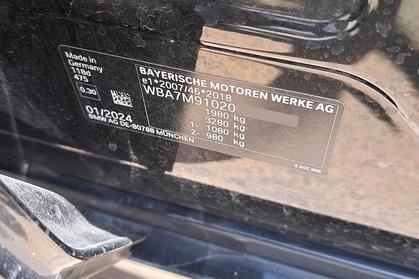 Made in
Germany
118d
475
0.30
01/2024
BMW AG DE-80788 MÜNCHEN
BAYERISCHE MOTOREN WERKE AG
e1*2007/46*2018
WBA7M91020
1980 kg
3280 kg
1- 1080 kg
2- 980 kg